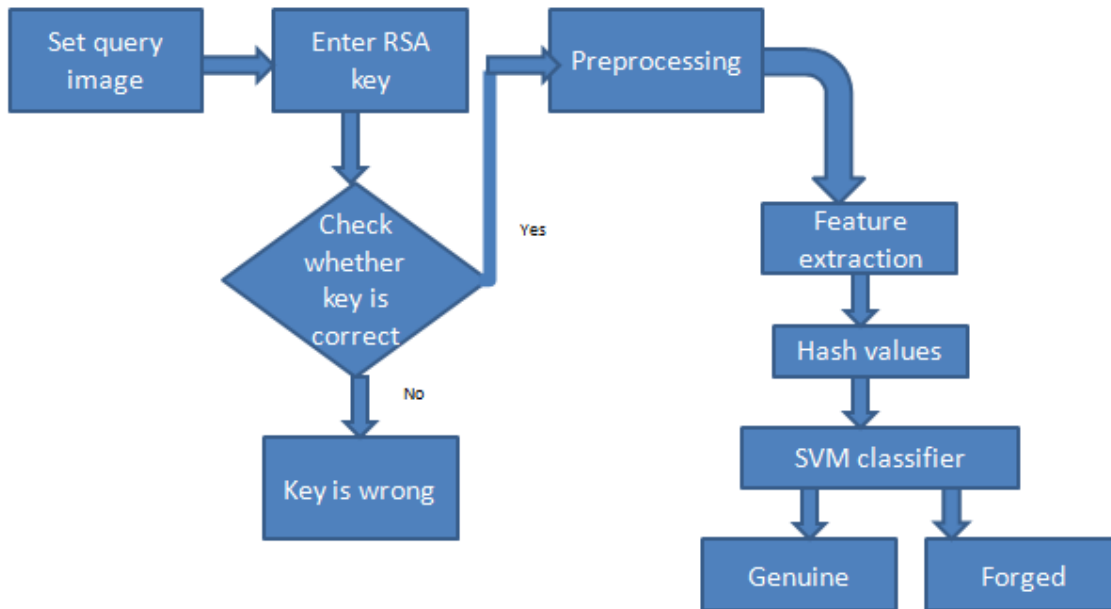 Set query
image
Enter RSA
key
Preprocessing
Check
whether
key is
correct
Yes
No
Key is wrong
Feature
extraction
Hash values
SVM classifier
Genuine
Forged